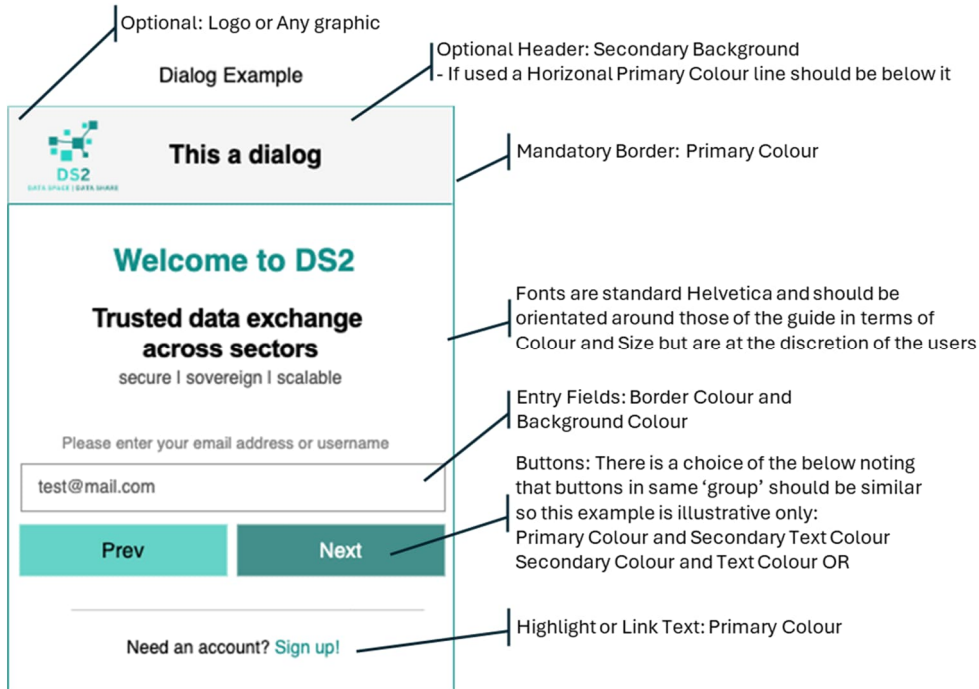 Optional: Logo or Any graphic
Optional Header: Secondary Background
- If used a Horizonal Primary Colour line should be below it
Dialog Example
DS2
DATA SPACE | DATA SHARE
This a dialog
Mandatory Border: Primary Colour
Welcome to DS2
Trusted data exchange
across sectors
secure I sovereign I scalable
Fonts are standard Helvetica and should be
orientated around those of the guide in terms of
Colour and Size but are at the discretion of the users
Entry Fields: Border Colour and
Background Colour
Please enter your email address or username
test@mail.com
Buttons: There is a choice of the below noting
that buttons in same ‘group’ should be similar
so this example is illustrative only:
Primary Colour and Secondary Text Colour
Secondary Colour and Text Colour OR
Prev
Next
Need an account? Sign up!
Highlight or Link Text: Primary Colour